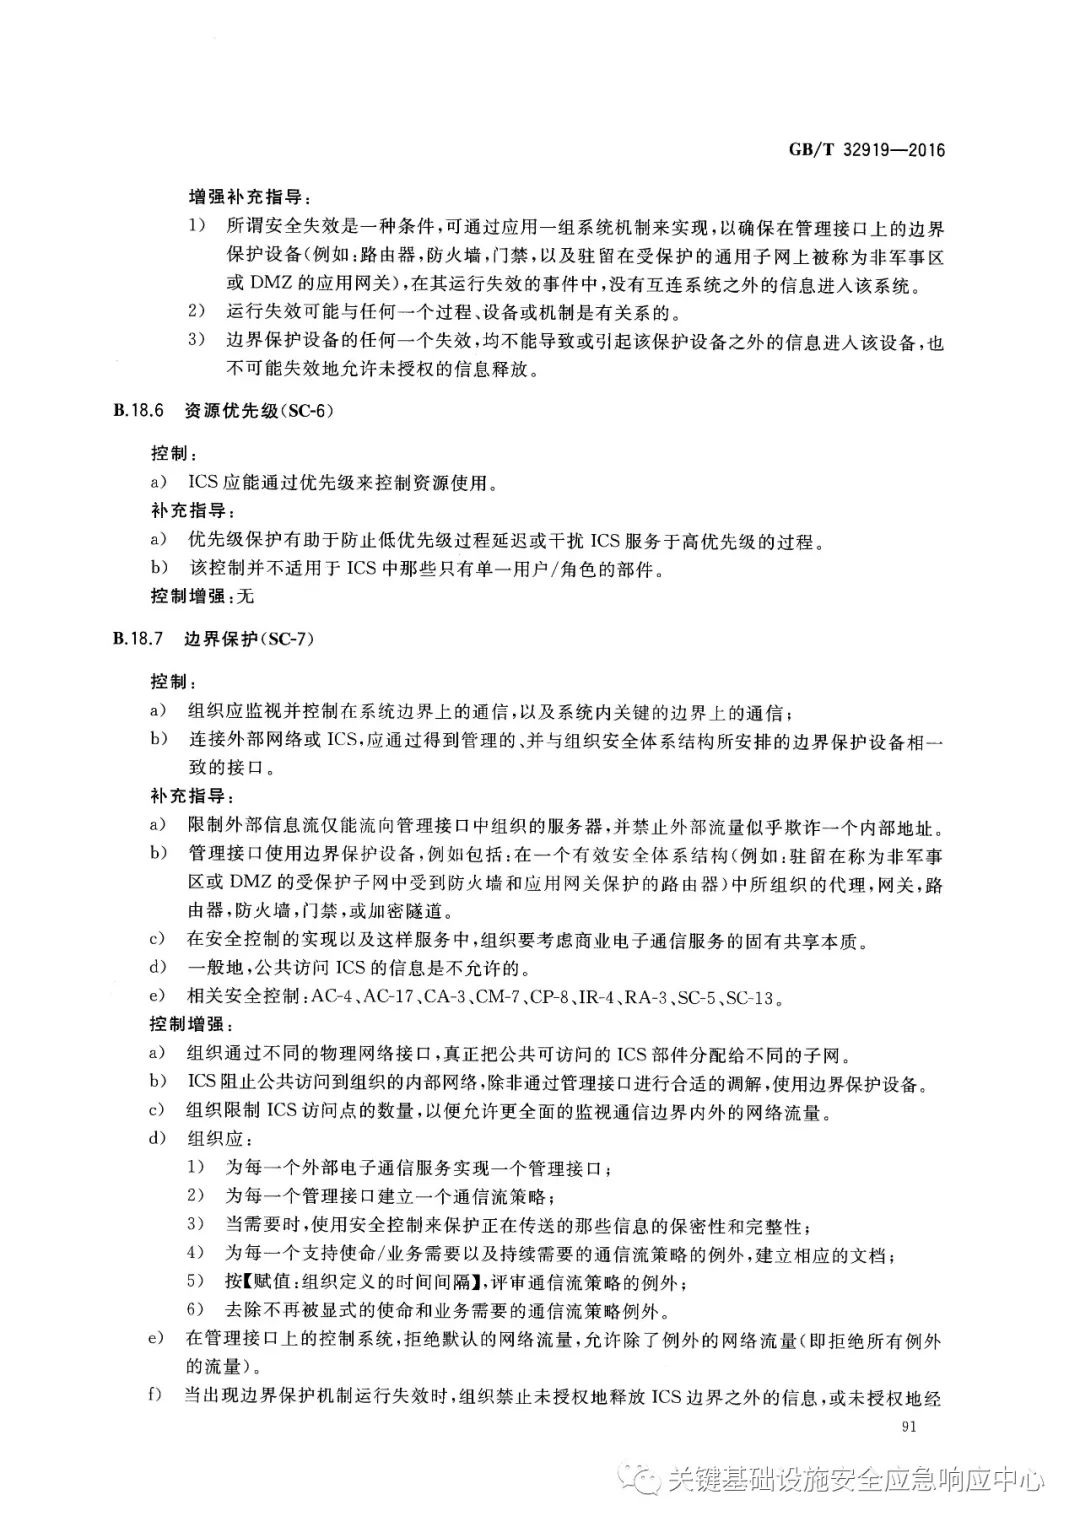 GB/T 32919—2016
增强补充指导：
1） 所谓安全失效是一种条件，可通过应用一组系统机制来实现，以确保在管理接口上的边界
保护设备（例如：路由器，防火墙，门禁，以及驻留在受保护的通用子网上被称为非军事区
或 DMZ 的应用网关），在其运行失效的事件中，没有互连系统之外的信息进入该系统。
2） 运行失效可能与任何一个过程、设备或机制是有关系的。
3） 边界保护设备的任何一个失效，均不能导致或引起该保护设备之外的信息进入该设备，也
不可能失效地允许未授权的信息释放。
B.18.6 资源优先级（SC-6）
控制：
a） ICS 应能通过优先级来控制资源使用。
补充指导：
a） 优先级保护有助于防止低优先级过程延迟或干扰 ICS 服务于高优先级的过程。
b） 该控制并不适用于 ICS 中那些只有单一用户/角色的部件。
控制增强：无
B.18.7 边界保护（SC-7）
控制：
a） 组织应监视并控制在系统边界上的通信，以及系统内关键的边界上的通信；
b） 连接外部网络或 ICS，应通过得到管理的、并与组织安全体系结构所安排的边界保护设备相一
致的接口。
补充指导：
a） 限制外部信息流仅能流向管理接口中组织的服务器，并禁止外部流量似乎欺诈一个内部地址。
b） 管理接口使用边界保护设备，例如包括：在一个有效安全体系结构（例如：驻留在称为非军事
区或 DMZ 的受保护子网中受到防火墙和应用网关保护的路由器）中所组织的代理，网关，路
由器，防火墙，门禁，或加密隧道。
c） 在安全控制的实现以及这样服务中，组织要考虑商业电子通信服务的固有共享本质。
d） 一般地，公共访问 ICS 的信息是不允许的。
e） 相关安全控制：AC-4、AC-17、CA-3、CM-7、CP-8、IR-4、RA-3、SC-5、SC-13。
控制增强：
a） 组织通过不同的物理网络接口，真正把公共可访问的 ICS 部件分配给不同的子网。
b） ICS 阻止公共访问到组织的内部网络，除非通过管理接口进行合适的调解，使用边界保护设备。
c） 组织限制 ICS 访问点的数量，以便允许更全面的监视通信边界内外的网络流量。
d） 组织应：
1） 为每一个外部电子通信服务实现一个管理接口；
2） 为每一个管理接口建立一个通信流策略；
3） 当需要时，使用安全控制来保护正在传送的那些信息的保密性和完整性；
4） 为每一个支持使命/业务需要以及持续需要的通信流策略的例外，建立相应的文档；
5） 按【赋值：组织定义的时间间隔】，评审通信流策略的例外；
6） 去除不再被显式的使命和业务需要的通信流策略例外。
e） 在管理接口上的控制系统，拒绝默认的网络流量，允许除了例外的网络流量（即拒绝所有例外
的流量）。
f） 当出现边界保护机制运行失效时，组织禁止未授权地释放 ICS 边界之外的信息，或未授权地经
91
关键基础设施安全应急响应中心